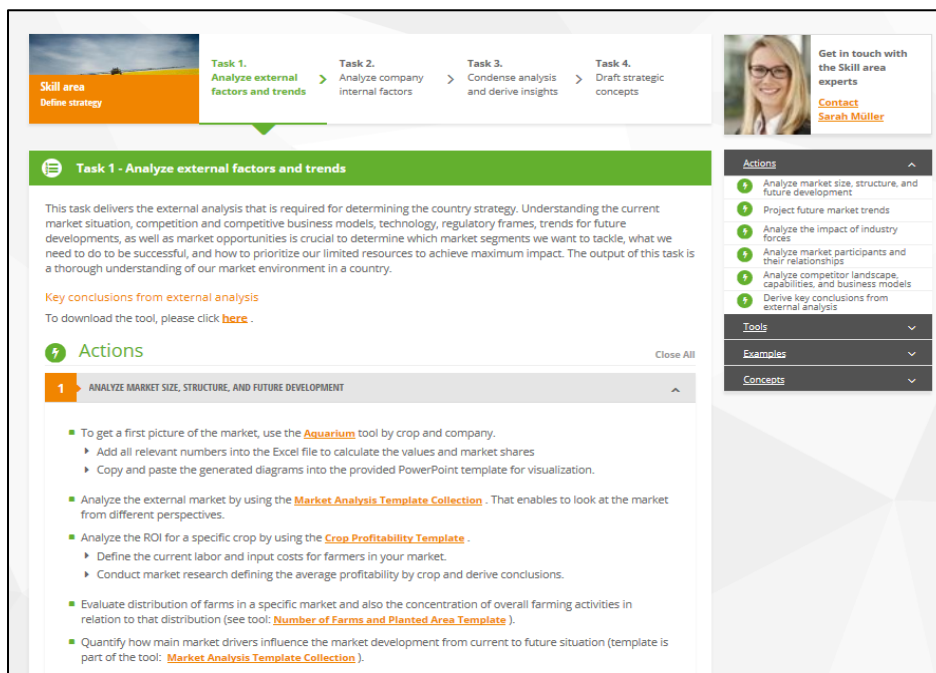 Skill area
Define strategy
Task 1.
Analyze external
factors and trends
Task 2.
Analyze company
internal factors
Task 3.
Condense analysis
and derive insights
Task 4.
Draft strategic
concepts
Get in touch with
the Skill area
experts
Contact
Sarah Müller
Task 1 - Analyze external factors and trends
This task delivers the external analysis that is required for determining the country strategy. Understanding the current
market situation, competition and competitive business models, technology, regulatory frames, trends for future
developments, as well as market opportunities is crucial to determine which market segments we want to tackle, what we
need to do to be successful, and how to prioritize our limited resources to achieve maximum impact. The output of this task is
a thorough understanding of our market environment in a country.
Key conclusions from external analysis
To download the tool, please click here .
Actions
Close All
1 ANALYZE MARKET SIZE, STRUCTURE, AND FUTURE DEVELOPMENT
To get a first picture of the market, use the Aquarium tool by crop and company.
Add all relevant numbers into the Excel file to calculate the values and market shares
Copy and paste the generated diagrams into the provided PowerPoint template for visualization.
Analyze the external market by using the Market Analysis Template Collection . That enables to look at the market
from different perspectives.
Analyze the ROI for a specific crop by using the Crop Profitability Template .
Define the current labor and input costs for farmers in your market.
Conduct market research defining the average profitability by crop and derive conclusions.
Evaluate distribution of farms in a specific market and also the concentration of overall farming activities in
relation to that distribution (see tool: Number of Farms and Planted Area Template ).
Quantify how main market drivers influence the market development from current to future situation (template is
part of the tool: Market Analysis Template Collection ).
Actions
Analyze market size, structure, and
future development
Project future market trends
Analyze the impact of industry
forces
Analyze market participants and
their relationships
Analyze competitor landscape,
capabilities, and business models
Derive key conclusions from
external analysis
Tools
Examples
Concepts